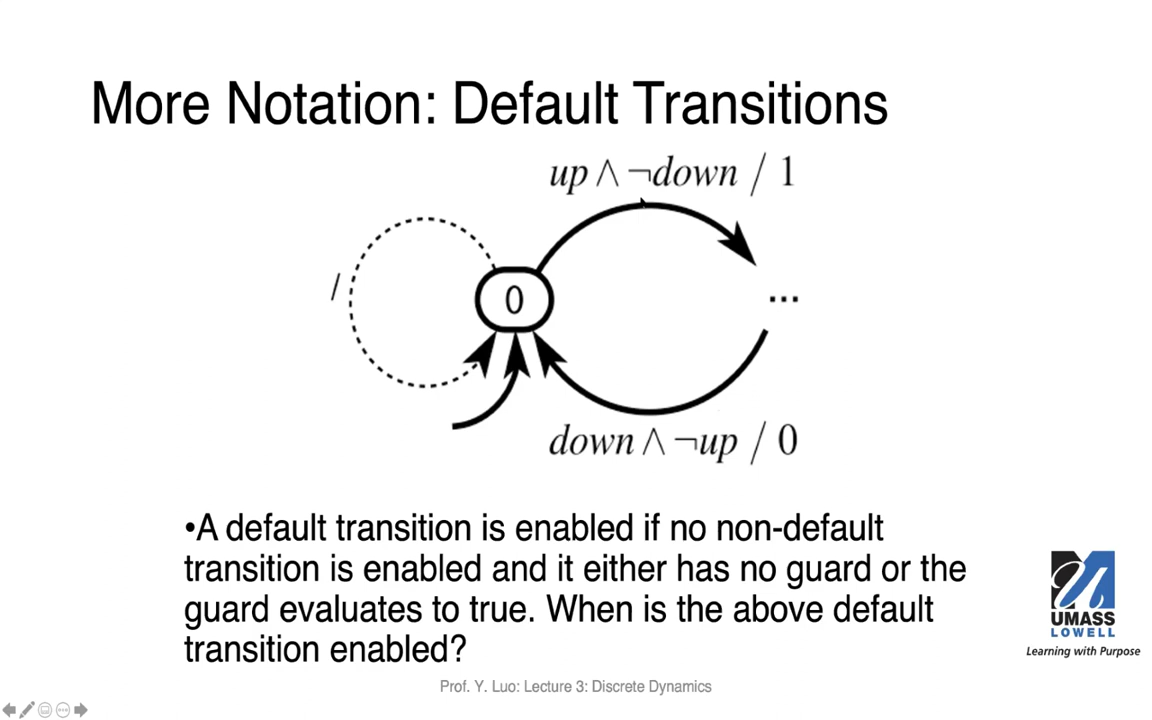 More Notation: Default Transitions
up ∧ ¬down / 1
/
0
...
down ∧ ¬up / 0
•A default transition is enabled if no non-default
transition is enabled and it either has no guard or the
guard evaluates to true. When is the above default
transition enabled?
UMASS
LOWELL
Learning with Purpose
Prof. Y. Luo: Lecture 3: Discrete Dynamics